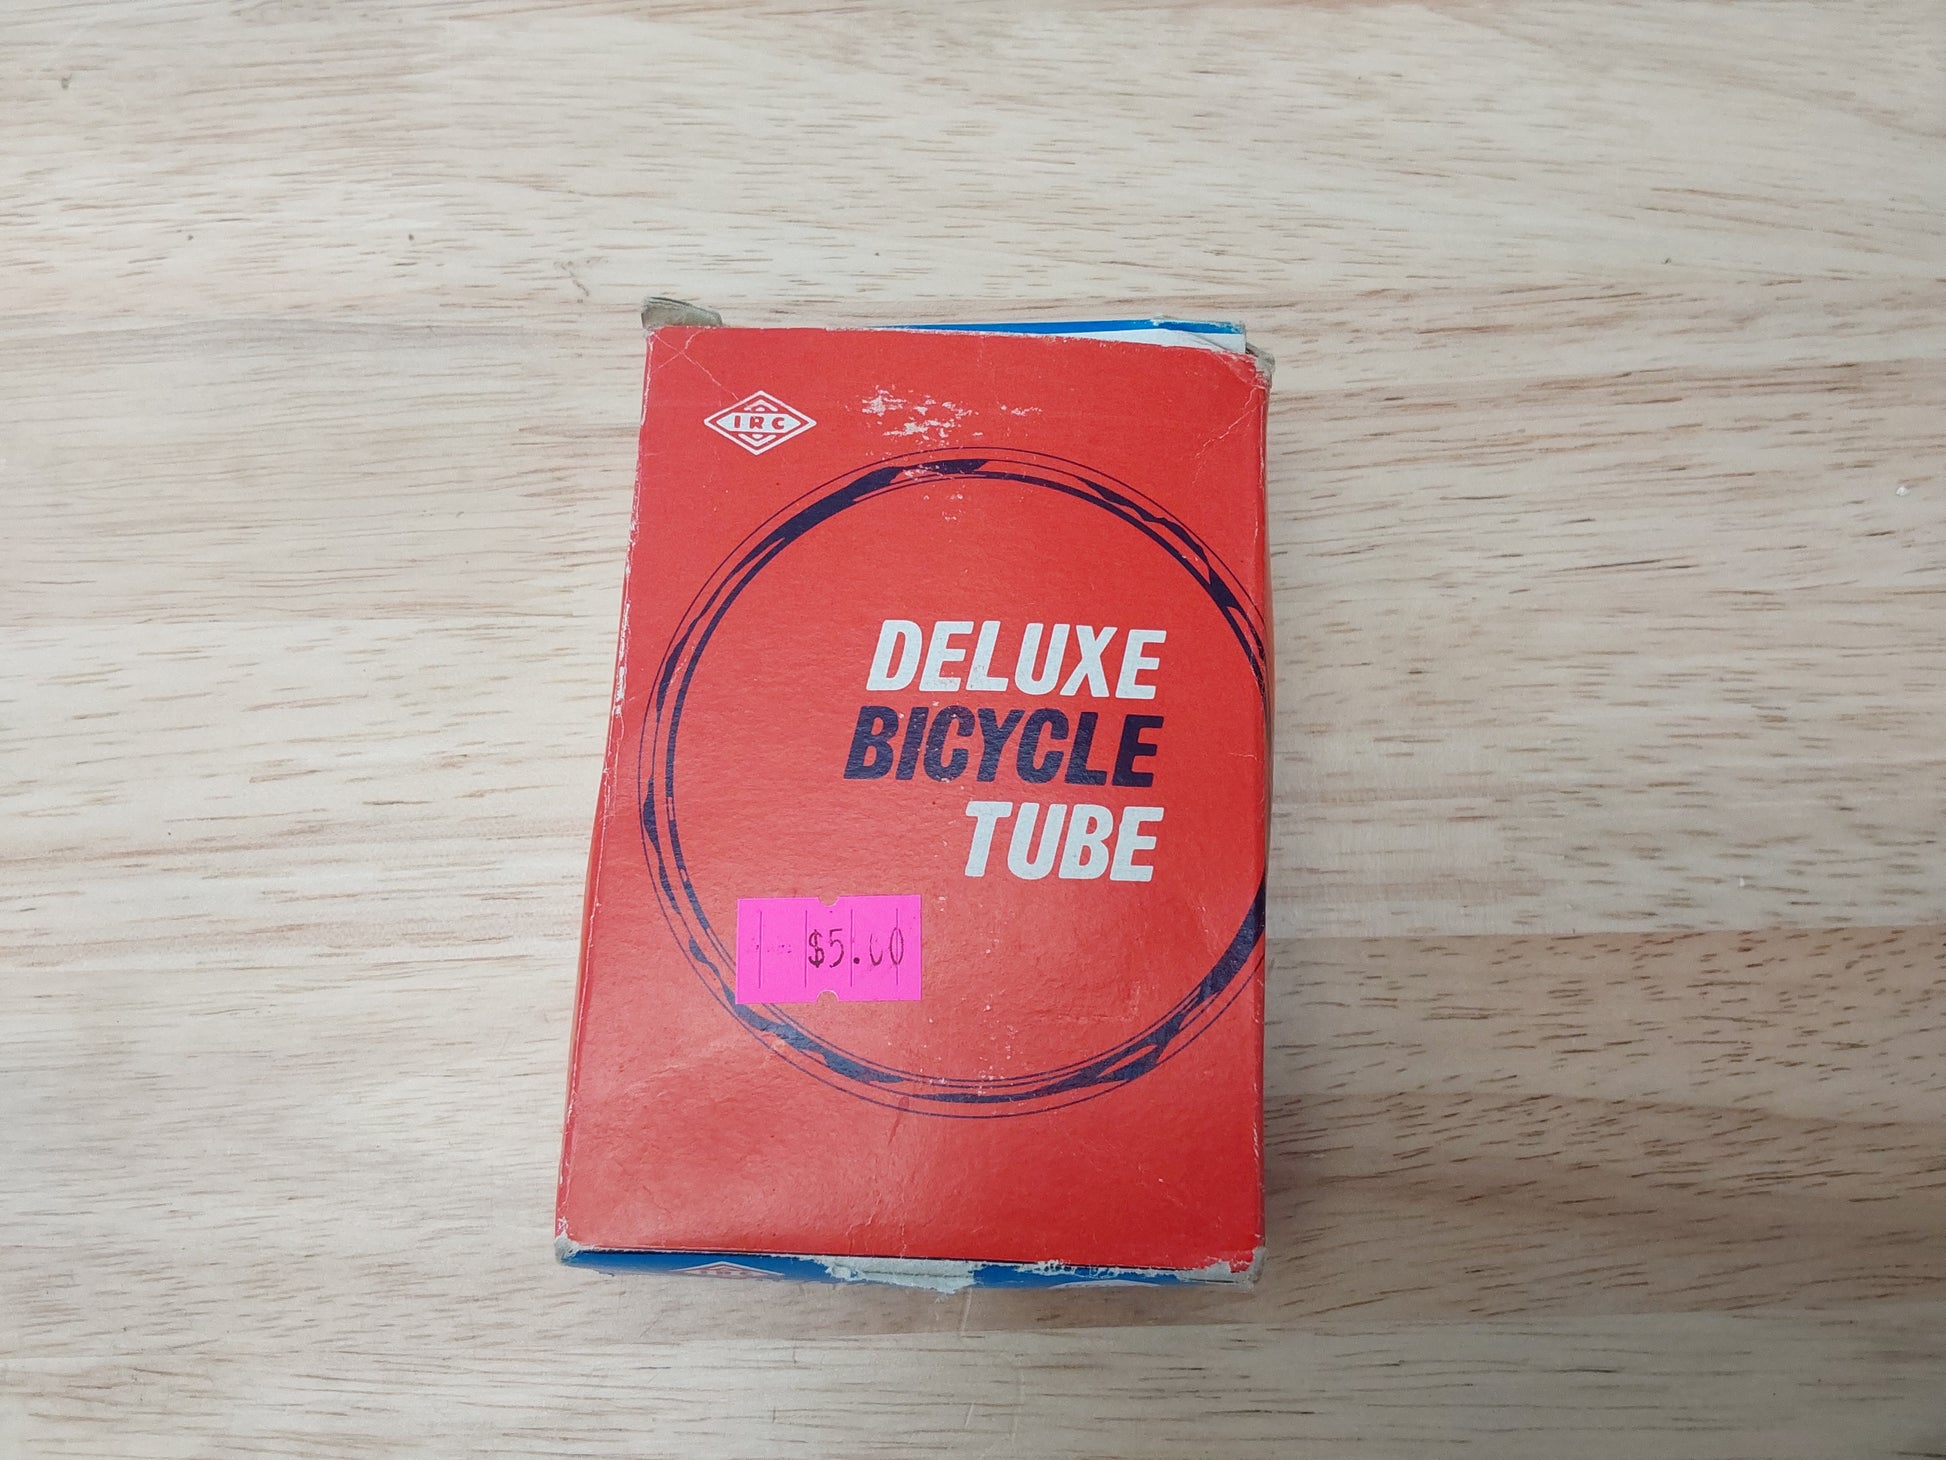 IRC
DELUXE
BICYCLE
TUBE
$5.00